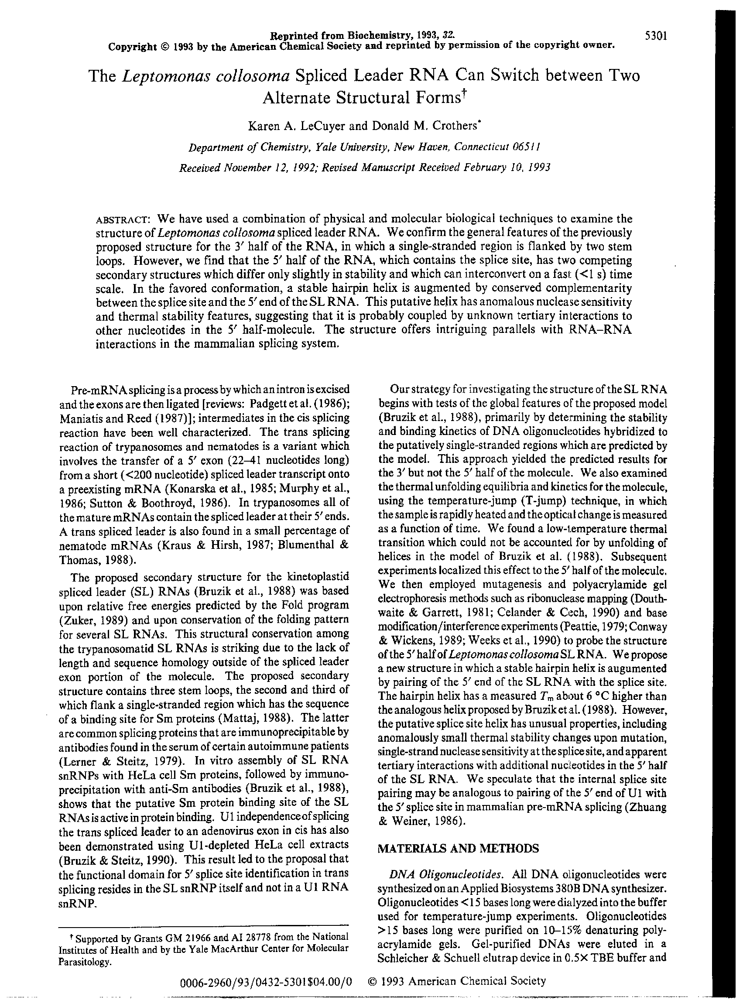 Reprinted from Biochemistry, 1993, 32.
Copyright © 1993 by the American Chemical Society and reprinted by permission of the copyright owner.
5301
The Leptomonas collosoma Spliced Leader RNA Can Switch between Two
Alternate Structural Forms†
Karen A. LeCuyer and Donald M. Crothers*
Department of Chemistry, Yale University, New Haven, Connecticut 06511
Received November 12, 1992; Revised Manuscript Received February 10, 1993
ABSTRACT: We have used a combination of physical and molecular biological techniques to examine the
structure of Leptomonas collosoma spliced leader RNA. We confirm the general features of the previously
proposed structure for the 3′ half of the RNA, in which a single-stranded region is flanked by two stem
loops. However, we find that the 5′ half of the RNA, which contains the splice site, has two competing
secondary structures which differ only slightly in stability and which can interconvert on a fast (<1 s) time
scale. In the favored conformation, a stable hairpin helix is augmented by conserved complementarity
between the splice site and the 5′ end of the SL RNA. This putative helix has anomalous nuclease sensitivity
and thermal stability features, suggesting that it is probably coupled by unknown tertiary interactions to
other nucleotides in the 5′ half-molecule. The structure offers intriguing parallels with RNA–RNA
interactions in the mammalian splicing system.
Pre-mRNA splicing is a process by which an intron is excised
and the exons are then ligated [reviews: Padgett et al. (1986);
Maniatis and Reed (1987)]; intermediates in the cis splicing
reaction have been well characterized. The trans splicing
reaction of trypanosomes and nematodes is a variant which
involves the transfer of a 5′ exon (22–41 nucleotides long)
from a short (<200 nucleotide) spliced leader transcript onto
a preexisting mRNA (Konarska et al., 1985; Murphy et al.,
1986; Sutton & Boothroyd, 1986). In trypanosomes all of
the mature mRNAs contain the spliced leader at their 5′ ends.
A trans spliced leader is also found in a small percentage of
nematode mRNAs (Kraus & Hirsh, 1987; Blumenthal &
Thomas, 1988).
The proposed secondary structure for the kinetoplastid
spliced leader (SL) RNAs (Bruzik et al., 1988) was based
upon relative free energies predicted by the Fold program
(Zuker, 1989) and upon conservation of the folding pattern
for several SL RNAs. This structural conservation among
the trypanosomatid SL RNAs is striking due to the lack of
length and sequence homology outside of the spliced leader
exon portion of the molecule. The proposed secondary
structure contains three stem loops, the second and third of
which flank a single-stranded region which has the sequence
of a binding site for Sm proteins (Mattaj, 1988). The latter
are common splicing proteins that are immunoprecipitable by
antibodies found in the serum of certain autoimmune patients
(Lerner & Steitz, 1979). In vitro assembly of SL RNA
snRNPs with HeLa cell Sm proteins, followed by immuno-
precipitation with anti-Sm antibodies (Bruzik et al., 1988),
shows that the putative Sm protein binding site of the SL
RNAs is active in protein binding. U1 independence of splicing
the trans spliced leader to an adenovirus exon in cis has also
been demonstrated using U1-depleted HeLa cell extracts
(Bruzik & Steitz, 1990). This result led to the proposal that
the functional domain for 5′ splice site identification in trans
splicing resides in the SL snRNP itself and not in a U1 RNA
snRNP.
† Supported by Grants GM 21966 and AI 28778 from the National
Institutes of Health and by the Yale MacArthur Center for Molecular
Parasitology.
Our strategy for investigating the structure of the SL RNA
begins with tests of the global features of the proposed model
(Bruzik et al., 1988), primarily by determining the stability
and binding kinetics of DNA oligonucleotides hybridized to
the putatively single-stranded regions which are predicted by
the model. This approach yielded the predicted results for
the 3′ but not the 5′ half of the molecule. We also examined
the thermal unfolding equilibria and kinetics for the molecule,
using the temperature-jump (T-jump) technique, in which
the sample is rapidly heated and the optical change is measured
as a function of time. We found a low-temperature thermal
transition which could not be accounted for by unfolding of
helices in the model of Bruzik et al. (1988). Subsequent
experiments localized this effect to the 5′ half of the molecule.
We then employed mutagenesis and polyacrylamide gel
electrophoresis methods such as ribonuclease mapping (Douth-
waite & Garrett, 1981; Celander & Cech, 1990) and base
modification/interference experiments (Peattie, 1979; Conway
& Wickens, 1989; Weeks et al., 1990) to probe the structure
of the 5′ half of Leptomonas collosoma SL RNA. We propose
a new structure in which a stable hairpin helix is augumented
by pairing of the 5′ end of the SL RNA with the splice site.
The hairpin helix has a measured Tm about 6 °C higher than
the analogous helix proposed by Bruzik et al. (1988). However,
the putative splice site helix has unusual properties, including
anomalously small thermal stability changes upon mutation,
single-strand nuclease sensitivity at the splice site, and apparent
tertiary interactions with additional nucleotides in the 5′ half
of the SL RNA. We speculate that the internal splice site
pairing may be analogous to pairing of the 5′ end of U1 with
the 5′ splice site in mammalian pre-mRNA splicing (Zhuang
& Weiner, 1986).
MATERIALS AND METHODS
DNA Oligonucleotides. All DNA oligonucleotides were
synthesized on an Applied Biosystems 380B DNA synthesizer.
Oligonucleotides <15 bases long were dialyzed into the buffer
used for temperature-jump experiments. Oligonucleotides
>15 bases long were purified on 10–15% denaturing poly-
acrylamide gels. Gel-purified DNAs were eluted in a
Schleicher & Schuell elutrap device in 0.5× TBE buffer and
0006-2960/93/0432-5301$04.00/0 © 1993 American Chemical Society